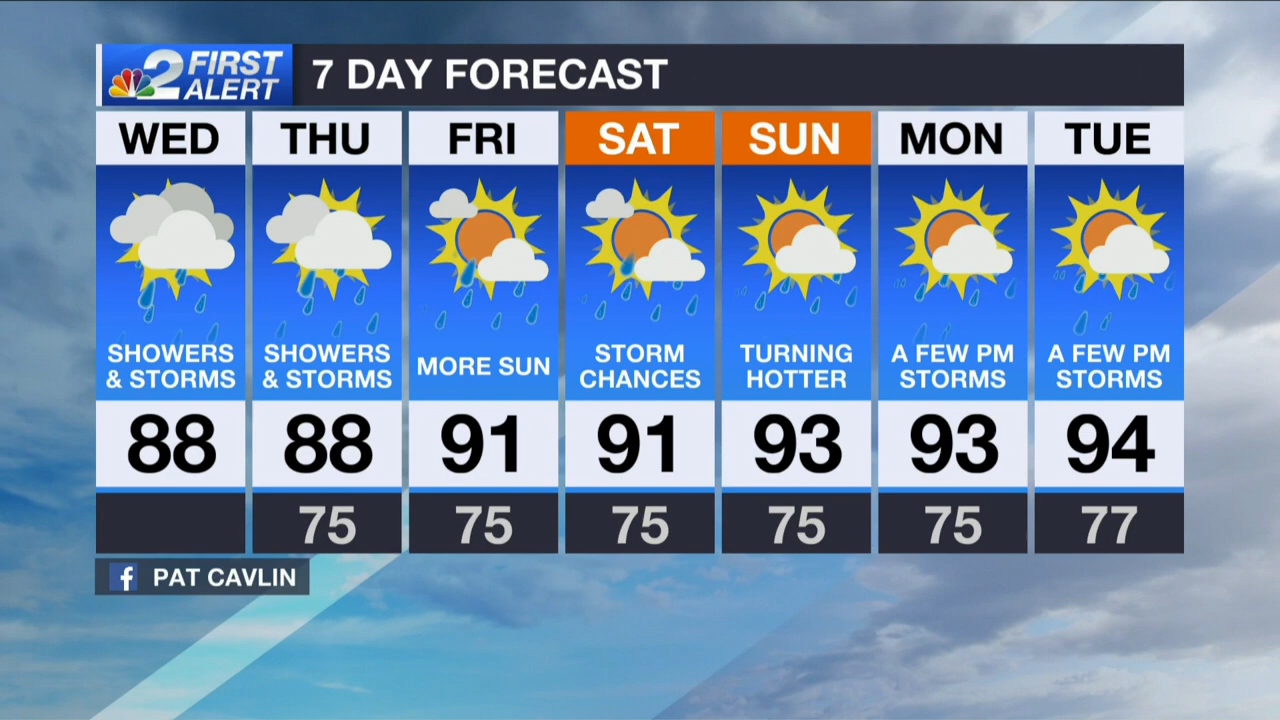 2 FIRST
ALERT
7 DAY FORECAST
WED THU FRI SAT SUN MON TUE
SHOWERS
& STORMS
SHOWERS
& STORMS
MORE SUN
STORM
CHANCES
TURNING
HOTTER
A FEW PM
STORMS
A FEW PM
STORMS
88 88 91 91 93 93 94
75 75 75 75 75 77
f PAT CAVLIN